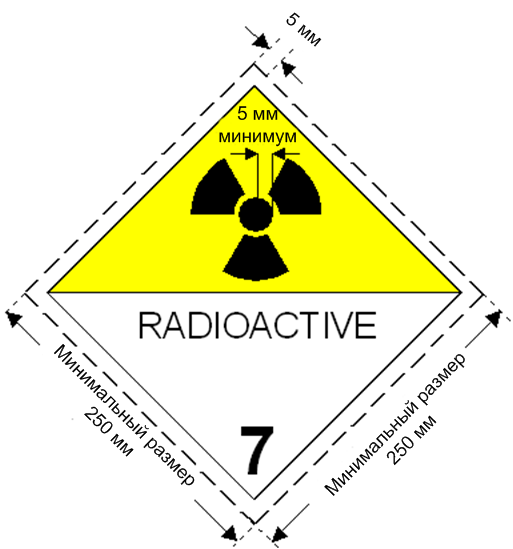 5 мм
5 мм
минимум
RADIOACTIVE
Минимальный размер
250 мм
Минимальный размер
250 мм
7